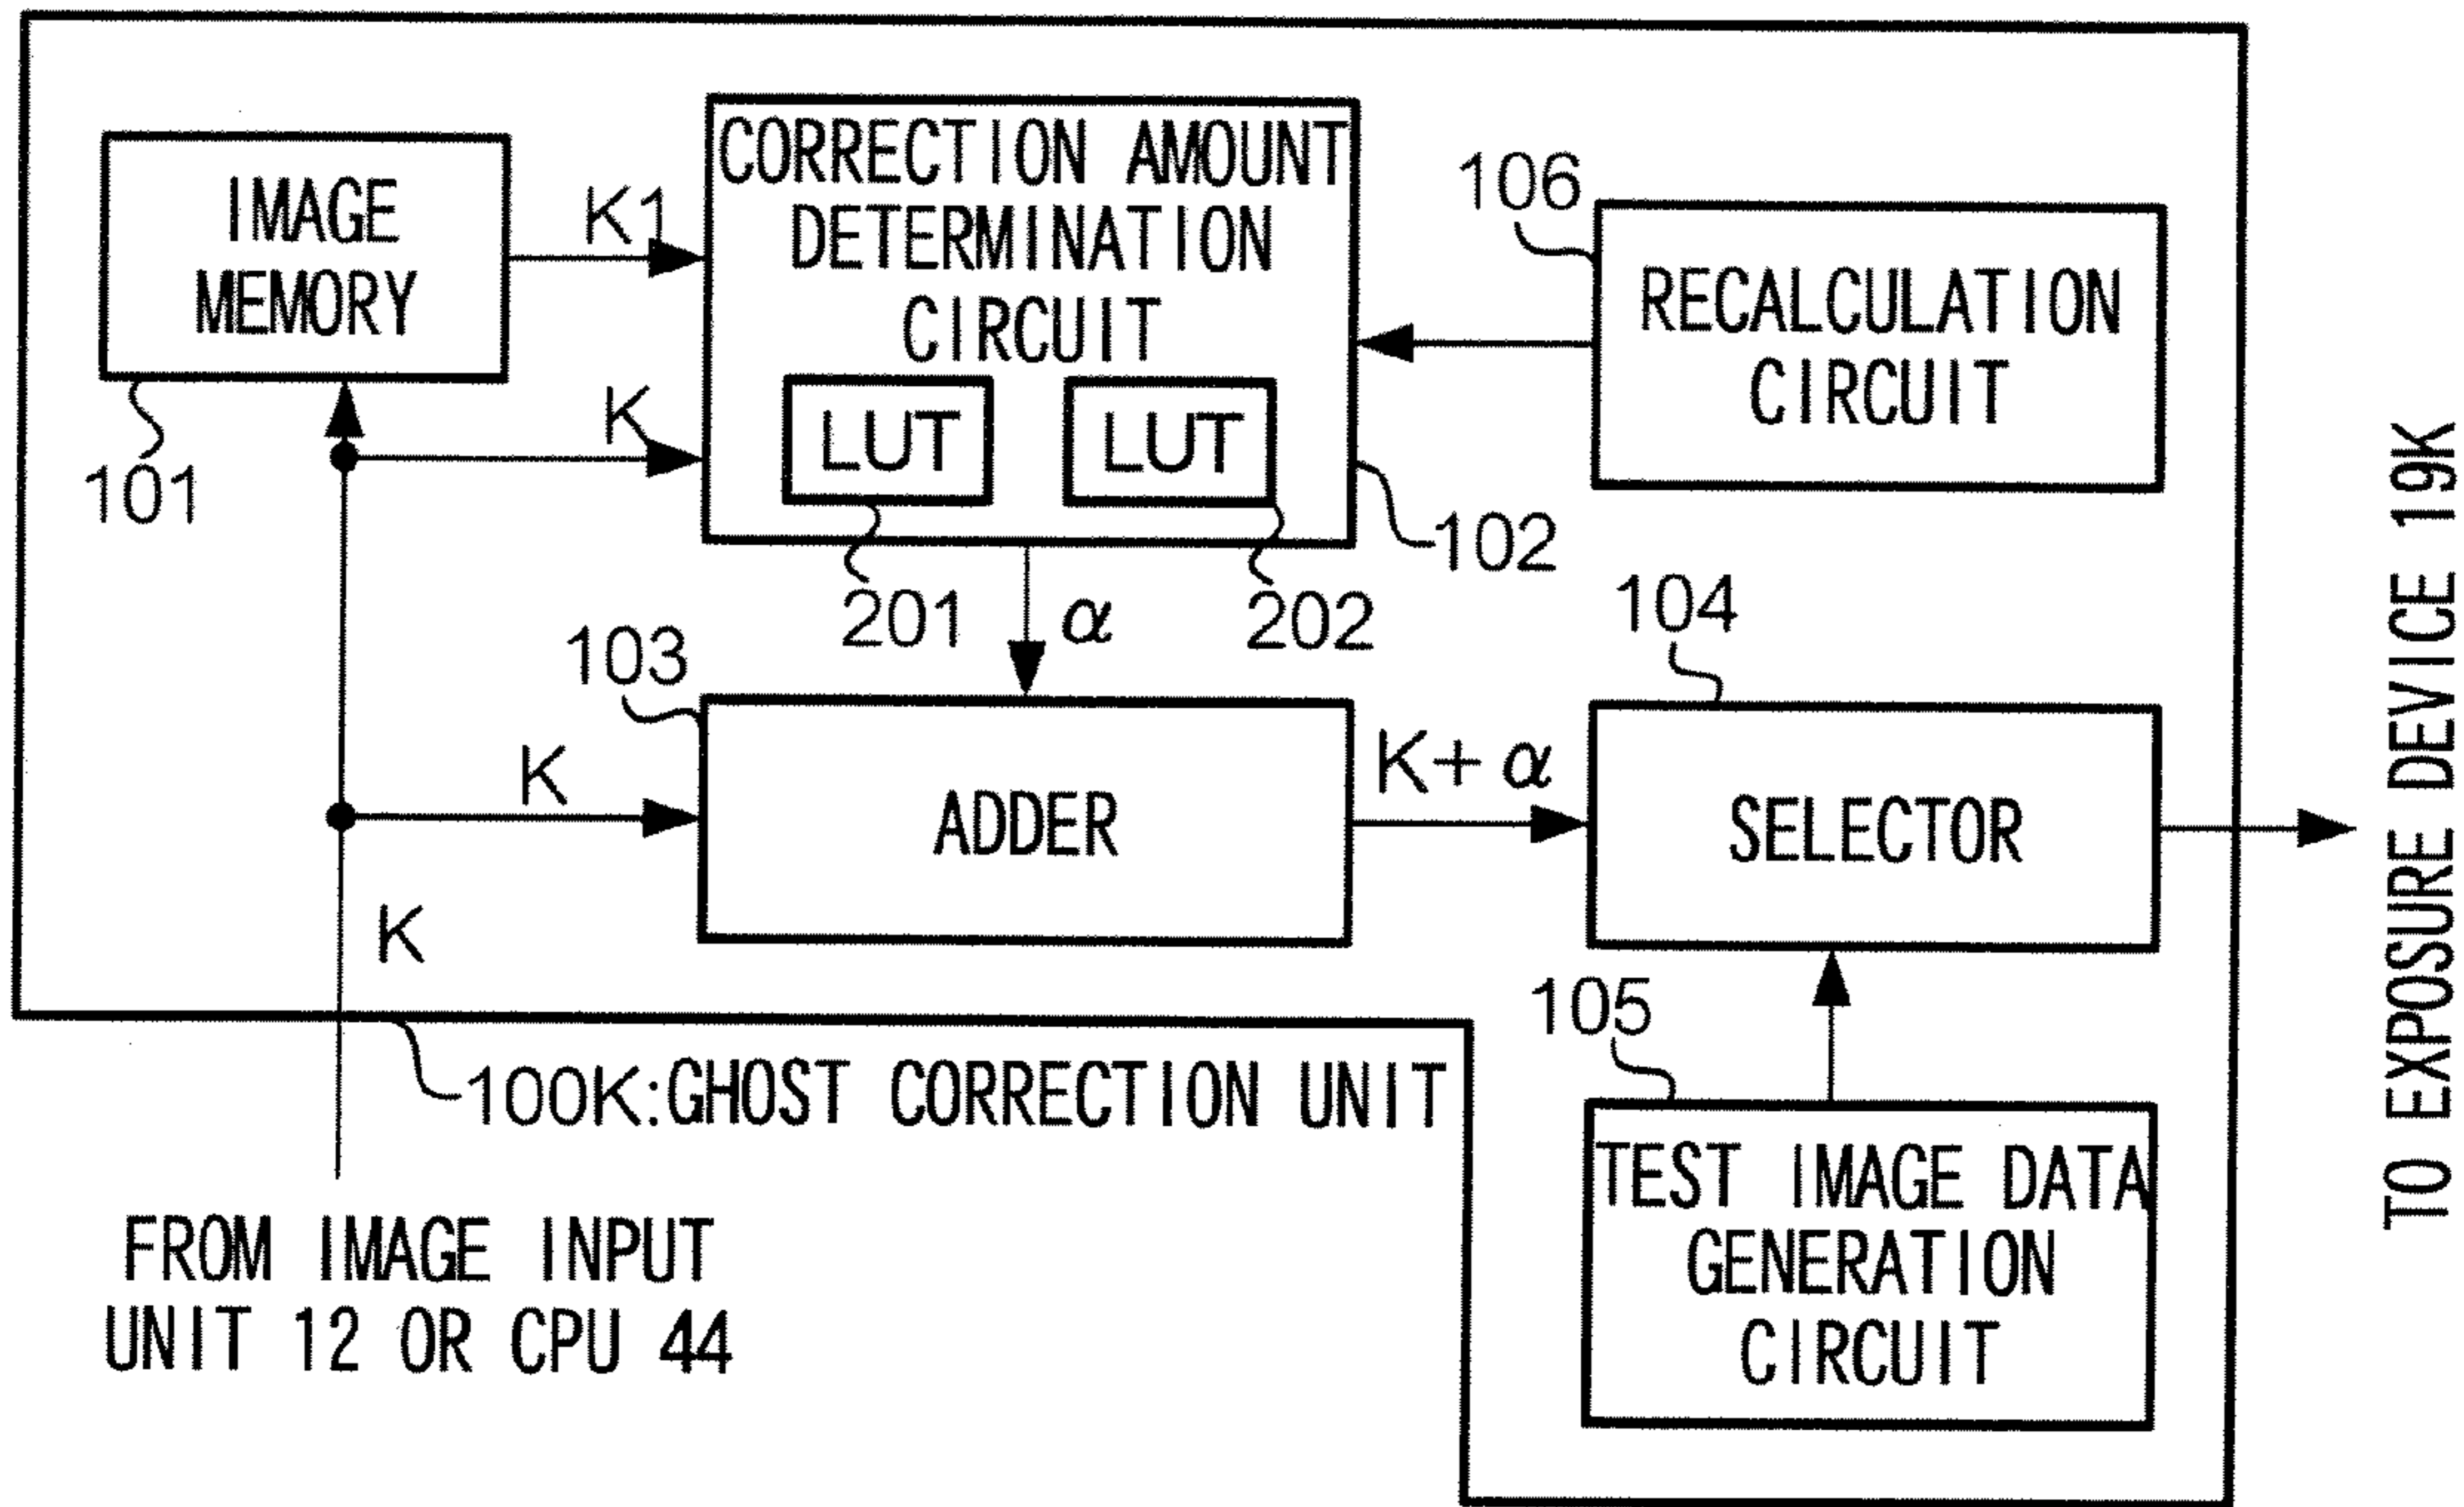 IMAGE
MEMORY
101
K1
K
CORRECTION AMOUNT
DETERMINATION
CIRCUIT
LUT
LUT
201
202
102
106
RECALCULATION
CIRCUIT
α
103
K
ADDER
K+α
104
SELECTOR
TO EXPOSURE DEVICE 19K
K
100K:GHOST CORRECTION UNIT
105
TEST IMAGE DATA
GENERATION
CIRCUIT
FROM IMAGE INPUT
UNIT 12 OR CPU 44